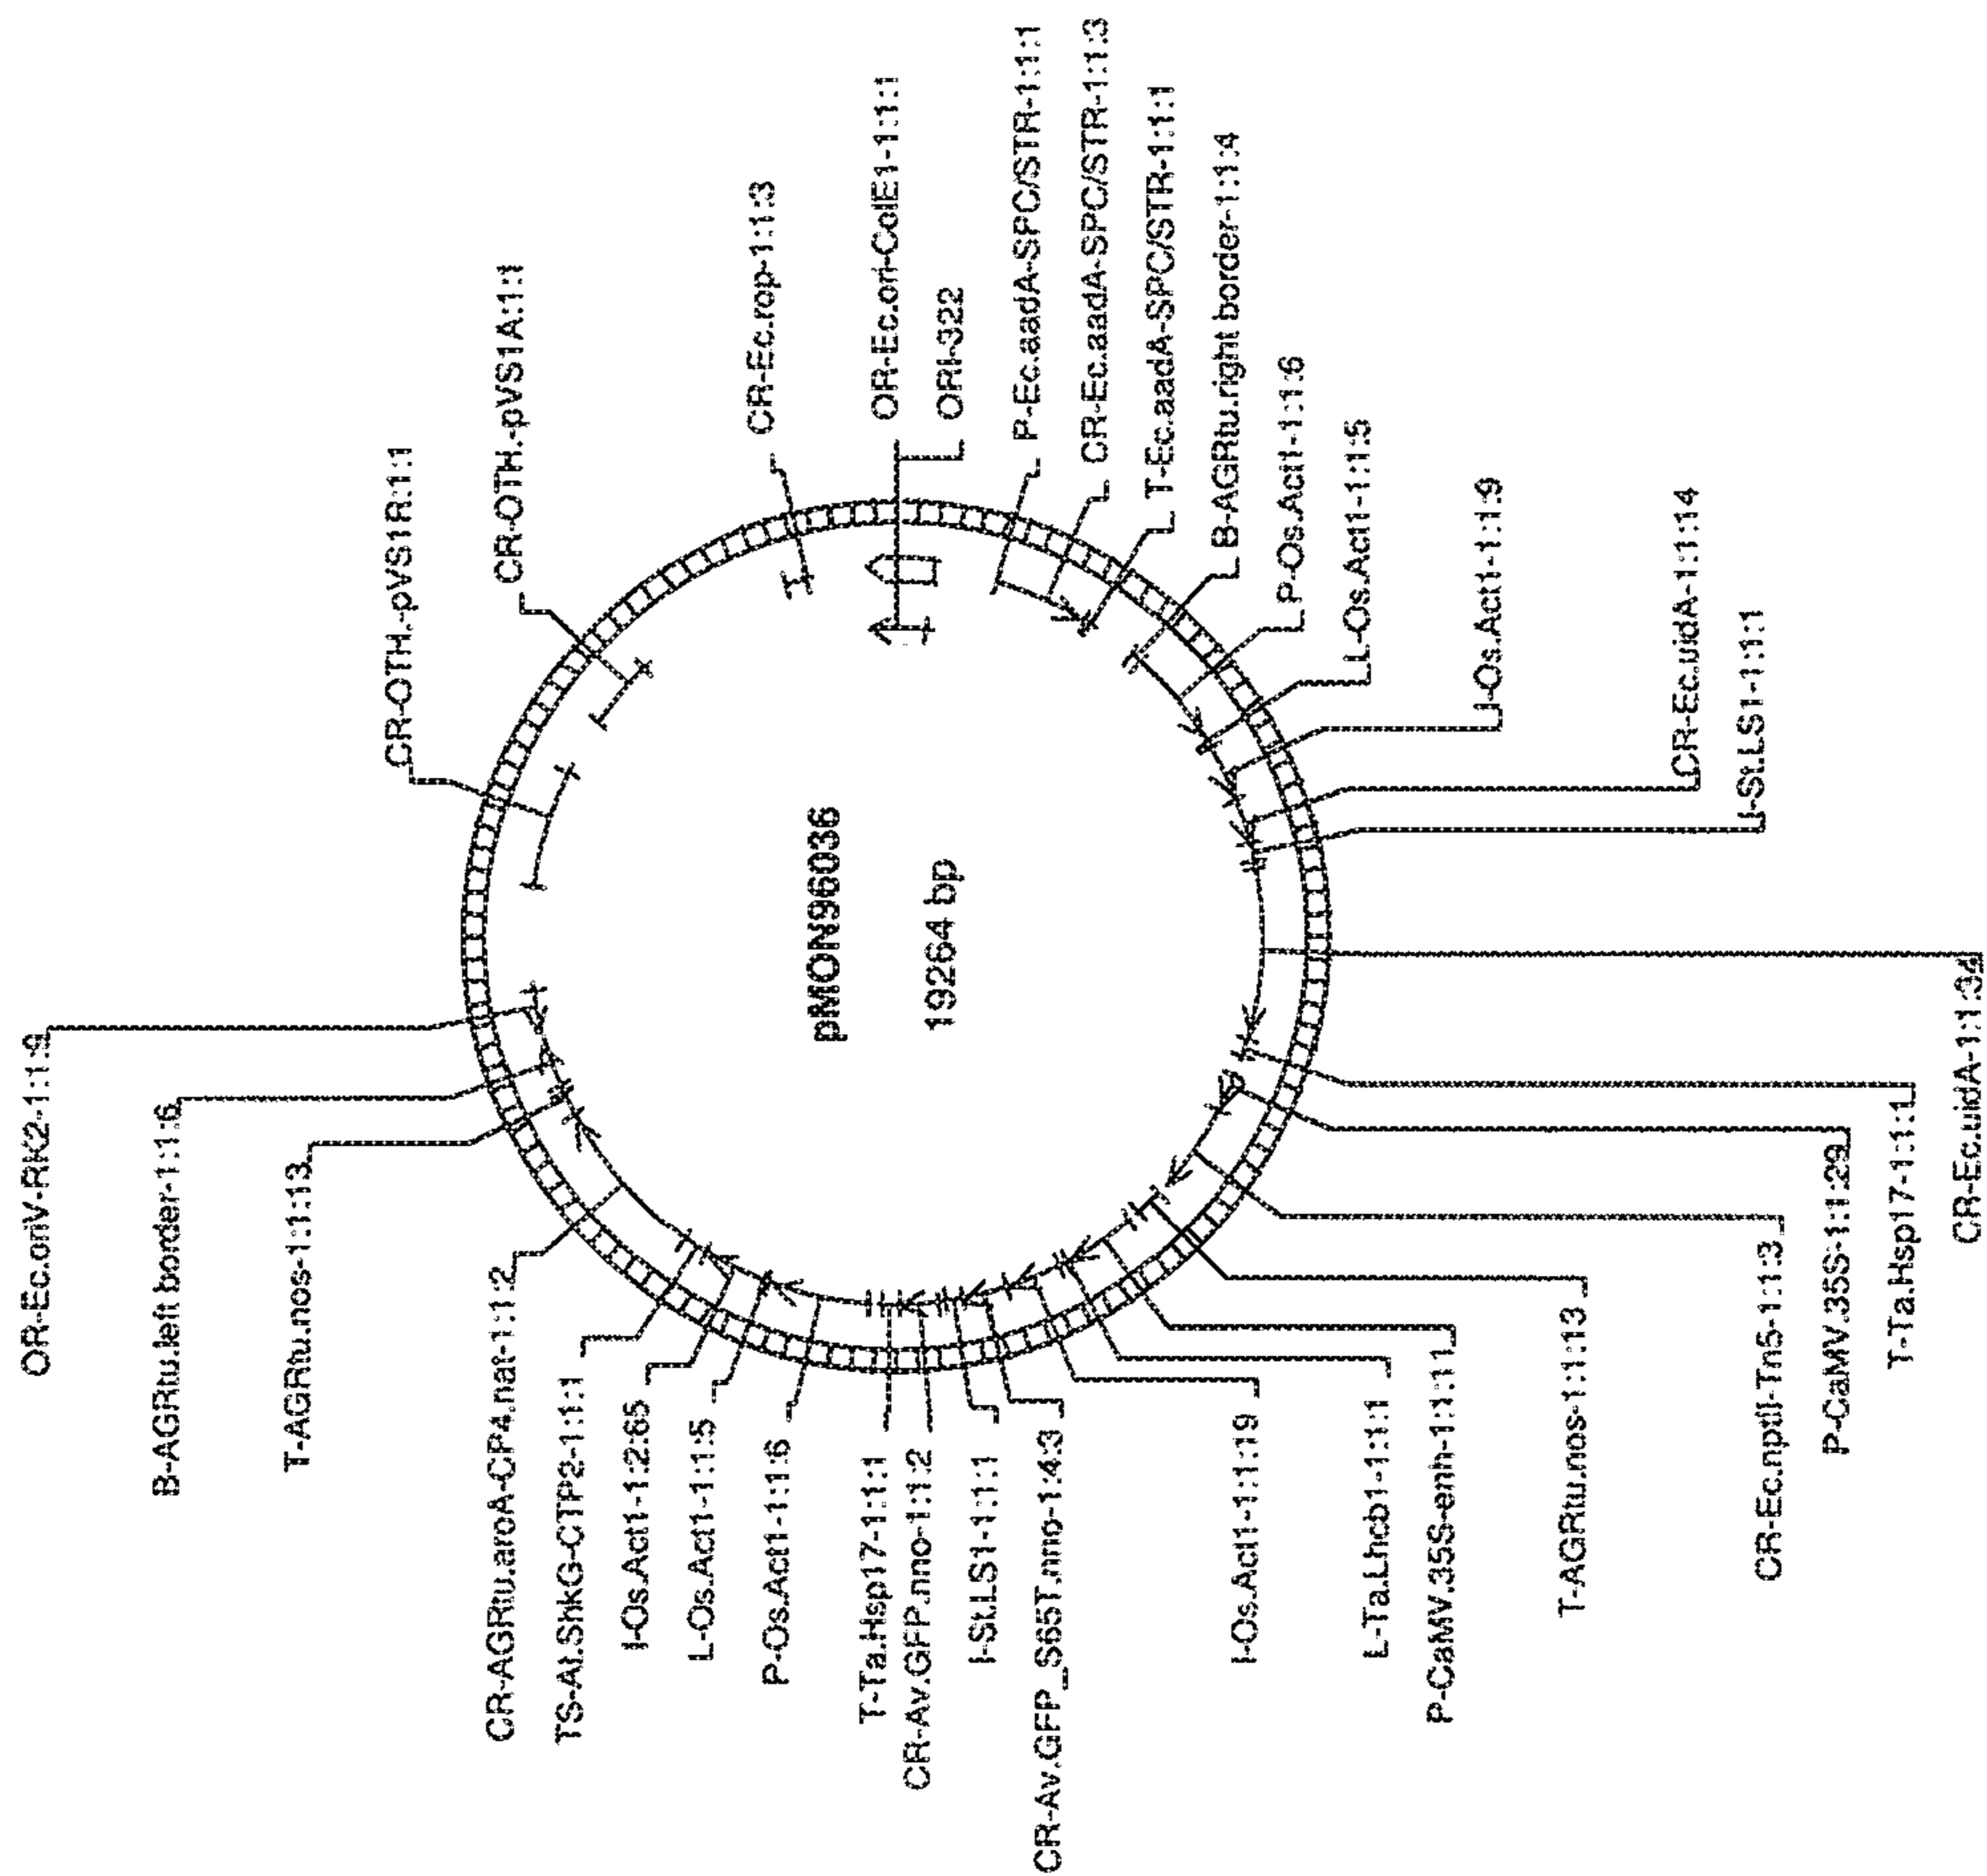 pMON96036
19264 bp
OR-Ec.oriV-RK2-1:1:9
B-AGRtu.left border-1:1:6
T-AGRtu.nos-1:1:13
CR-AGRtu.aroA-CP4.nat-1:1:2
TS-At.ShkG-CTP2-1:1:1
I-Os.Act1-1:2:65
L-Os.Act1-1:1:5
P-Os.Act1-1:1:6
T-Ta.Hsp17-1:1:1
CR-Av.GFP.nno-1:1:2
I-St.LS1-1:1:1
CR-Av.GFP_S65T.nno-1:4:3
I-Os.Act1-1:1:19
L-Ta.Lhcb1-1:1:1
P-CaMV.35S-enh-1:1:11
T-AGRtu.nos-1:1:13
CR-Ec.nptII-Tn5-1:1:3
P-CaMV.35S-1:1:29
T-Ta.Hsp17-1:1:1
CR-Ec.uidA-1:1:34
I-St.LS1-1:1:1
CR-Ec.uidA-1:1:14
I-Os.Act1-1:1:9
L-Os.Act1-1:1:5
P-Os.Act1-1:1:6
B-AGRtu.right border-1:1:4
T-Ec.aadA-SPC/STR-1:1:1
CR-Ec.aadA-SPC/STR-1:1:3
P-Ec.aadA-SPC/STR-1:1:1
ORI-322
OR-Ec.ori-ColE1-1:1:1
CR-Ec.rop-1:1:3
CR-OTH.-pVS1A:1:1
CR-OTH.-pVS1R:1:1